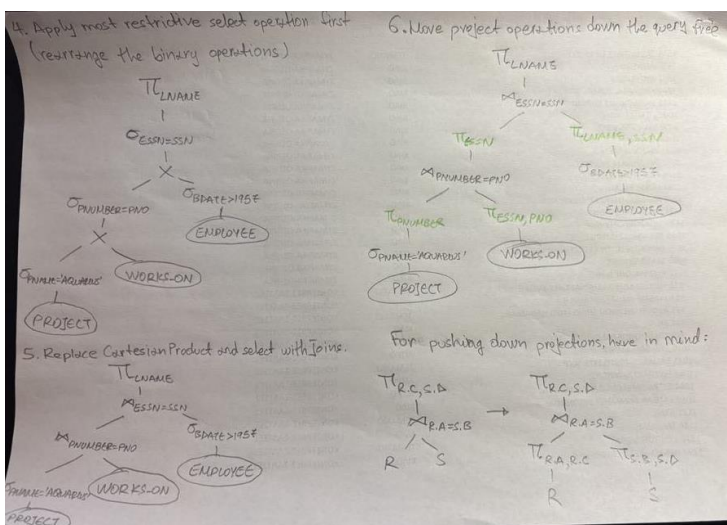 4. Apply most restrictive select operation first
(rearrange the binary operations)
π LNAME
σ ESSN=SSN
×
σ PNUMBER=PNO
σ BDATE>1957
EMPLOYEE
×
σ PNAME='AQUARIUS'
WORKS-ON
PROJECT
5. Replace Cartesian Product and select with Joins.
π LNAME
⋈ ESSN=SSN
⋈ PNUMBER=PNO
σ BDATE>1957
EMPLOYEE
σ PNAME='AQUARIUS'
WORKS-ON
PROJECT
6. Move project operations down the query tree
π LNAME
⋈ ESSN=SSN
π ESSN
π LNAME, SSN
⋈ PNUMBER=PNO
σ BDATE>1957
EMPLOYEE
π PNUMBER
π ESSN, PNO
σ PNAME='AQUARIUS'
WORKS-ON
PROJECT
For pushing down projections, have in mind:
π R.C, S.D → π R.C, S.D
⋈ R.A=S.B ⋈ R.A=S.B
R S π R.A, R.C π S.B, S.D
R S